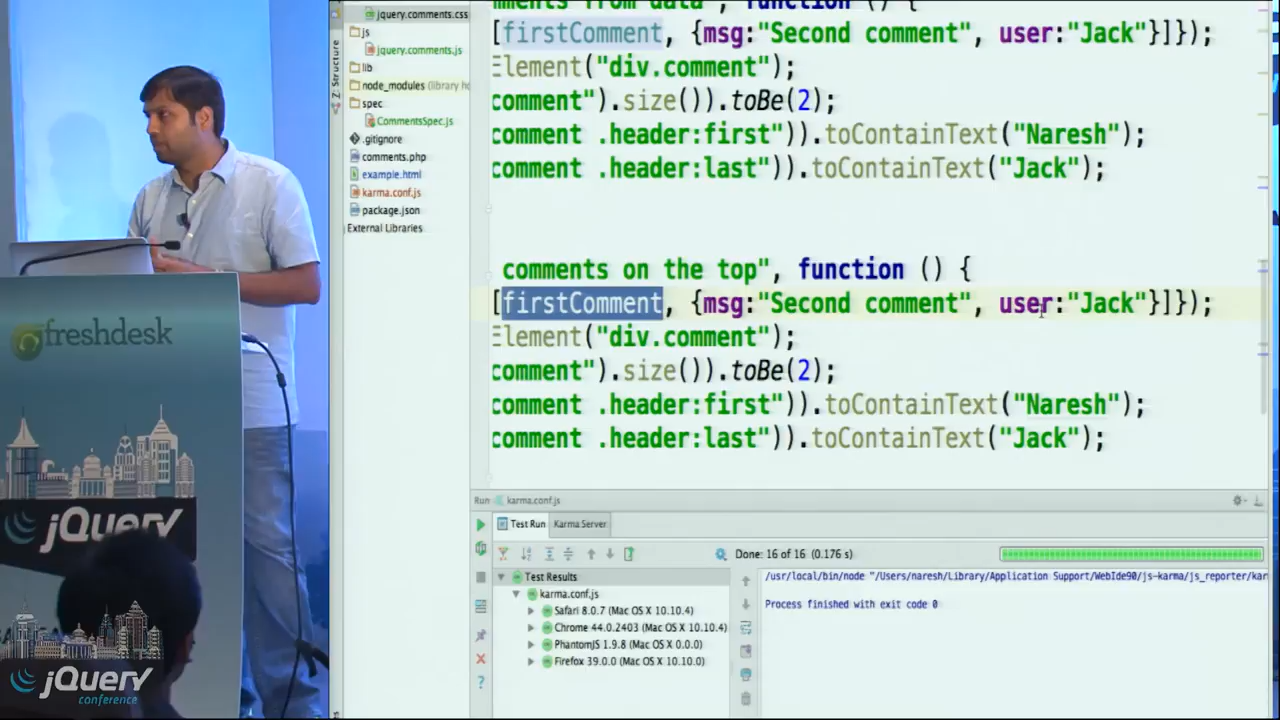 freshdesk
jQuery
jQuery
conference
jquery.comments.css
js
jquery.comments.js
lib
node_modules (library ho
spec
CommentsSpec.js
.gitignore
comments.php
example.html
karma.conf.js
package.json
External Libraries
Z: Structure
mments from data", function () {
[firstComment, {msg:"Second comment", user:"Jack"}]});
Element("div.comment");
comment").size()).toBe(2);
comment .header:first")).toContainText("Naresh");
comment .header:last")).toContainText("Jack");
comments on the top", function () {
[firstComment, {msg:"Second comment", user:"Jack"}]});
Element("div.comment");
comment").size()).toBe(2);
comment .header:first")).toContainText("Naresh");
comment .header:last")).toContainText("Jack");
Run: karma.conf.js
Test Run Karma Server
Done: 16 of 16 (0.176 s)
Test Results
karma.conf.js
Safari 8.0.7 (Mac OS X 10.10.4)
Chrome 44.0.2403 (Mac OS X 10.10.4)
PhantomJS 1.9.8 (Mac OS X 0.0.0)
Firefox 39.0.0 (Mac OS X 10.10.0)
/usr/local/bin/node "/Users/naresh/Library/Application Support/WebIde90/js-karma/js_reporter/kar
Process finished with exit code 0